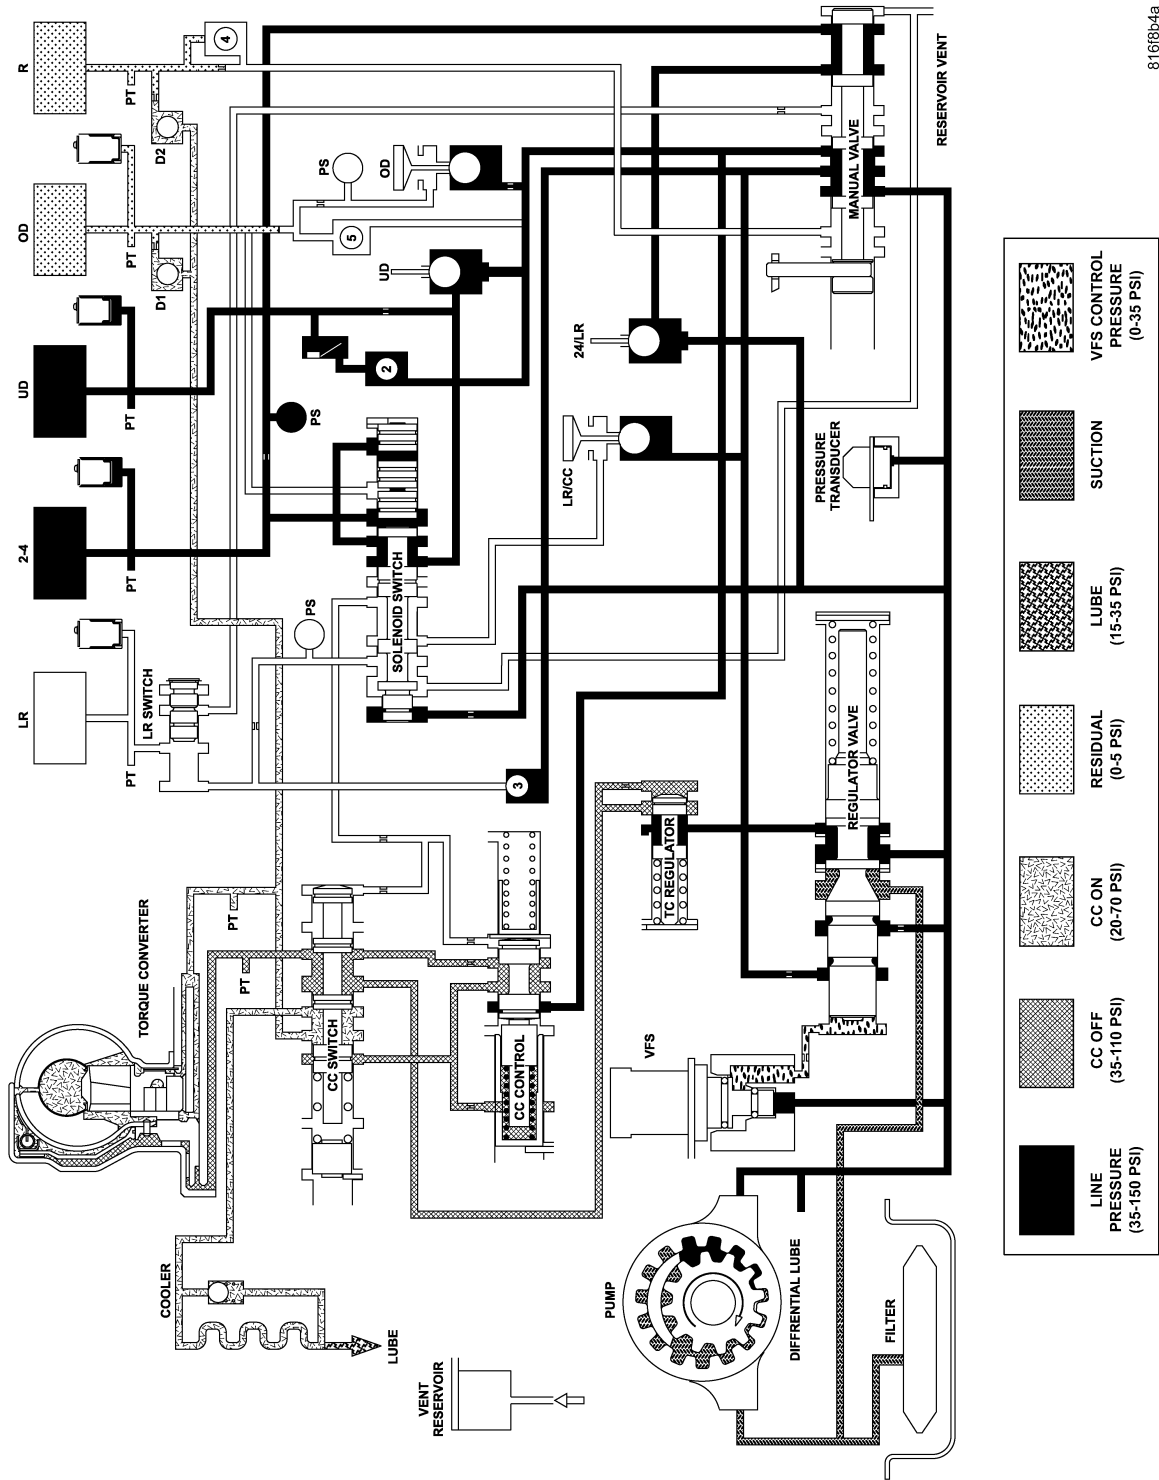 816f8b4a
R
4
PT
D2
OD
PT
D1
PS
OD
5
UD
UD
PT
2
PS
24/LR
2-4
PT
SOLENOID SWITCH
LR/CC
PRESSURE
TRANSDUCER
RESERVOIR VENT
MANUAL VALVE
LR
LR SWITCH
PT
PS
3
TORQUE CONVERTER
PT
PT
CC SWITCH
CC CONTROL
TC REGULATOR
REGULATOR VALVE
VFS
COOLER
LUBE
VENT
RESERVOIR
PUMP
DIFFRENTIAL LUBE
FILTER
LINE
PRESSURE
(35-150 PSI)
CC OFF
(35-110 PSI)
CC ON
(20-70 PSI)
RESIDUAL
(0-5 PSI)
LUBE
(15-35 PSI)
SUCTION
VFS CONTROL
PRESSURE
(0-35 PSI)